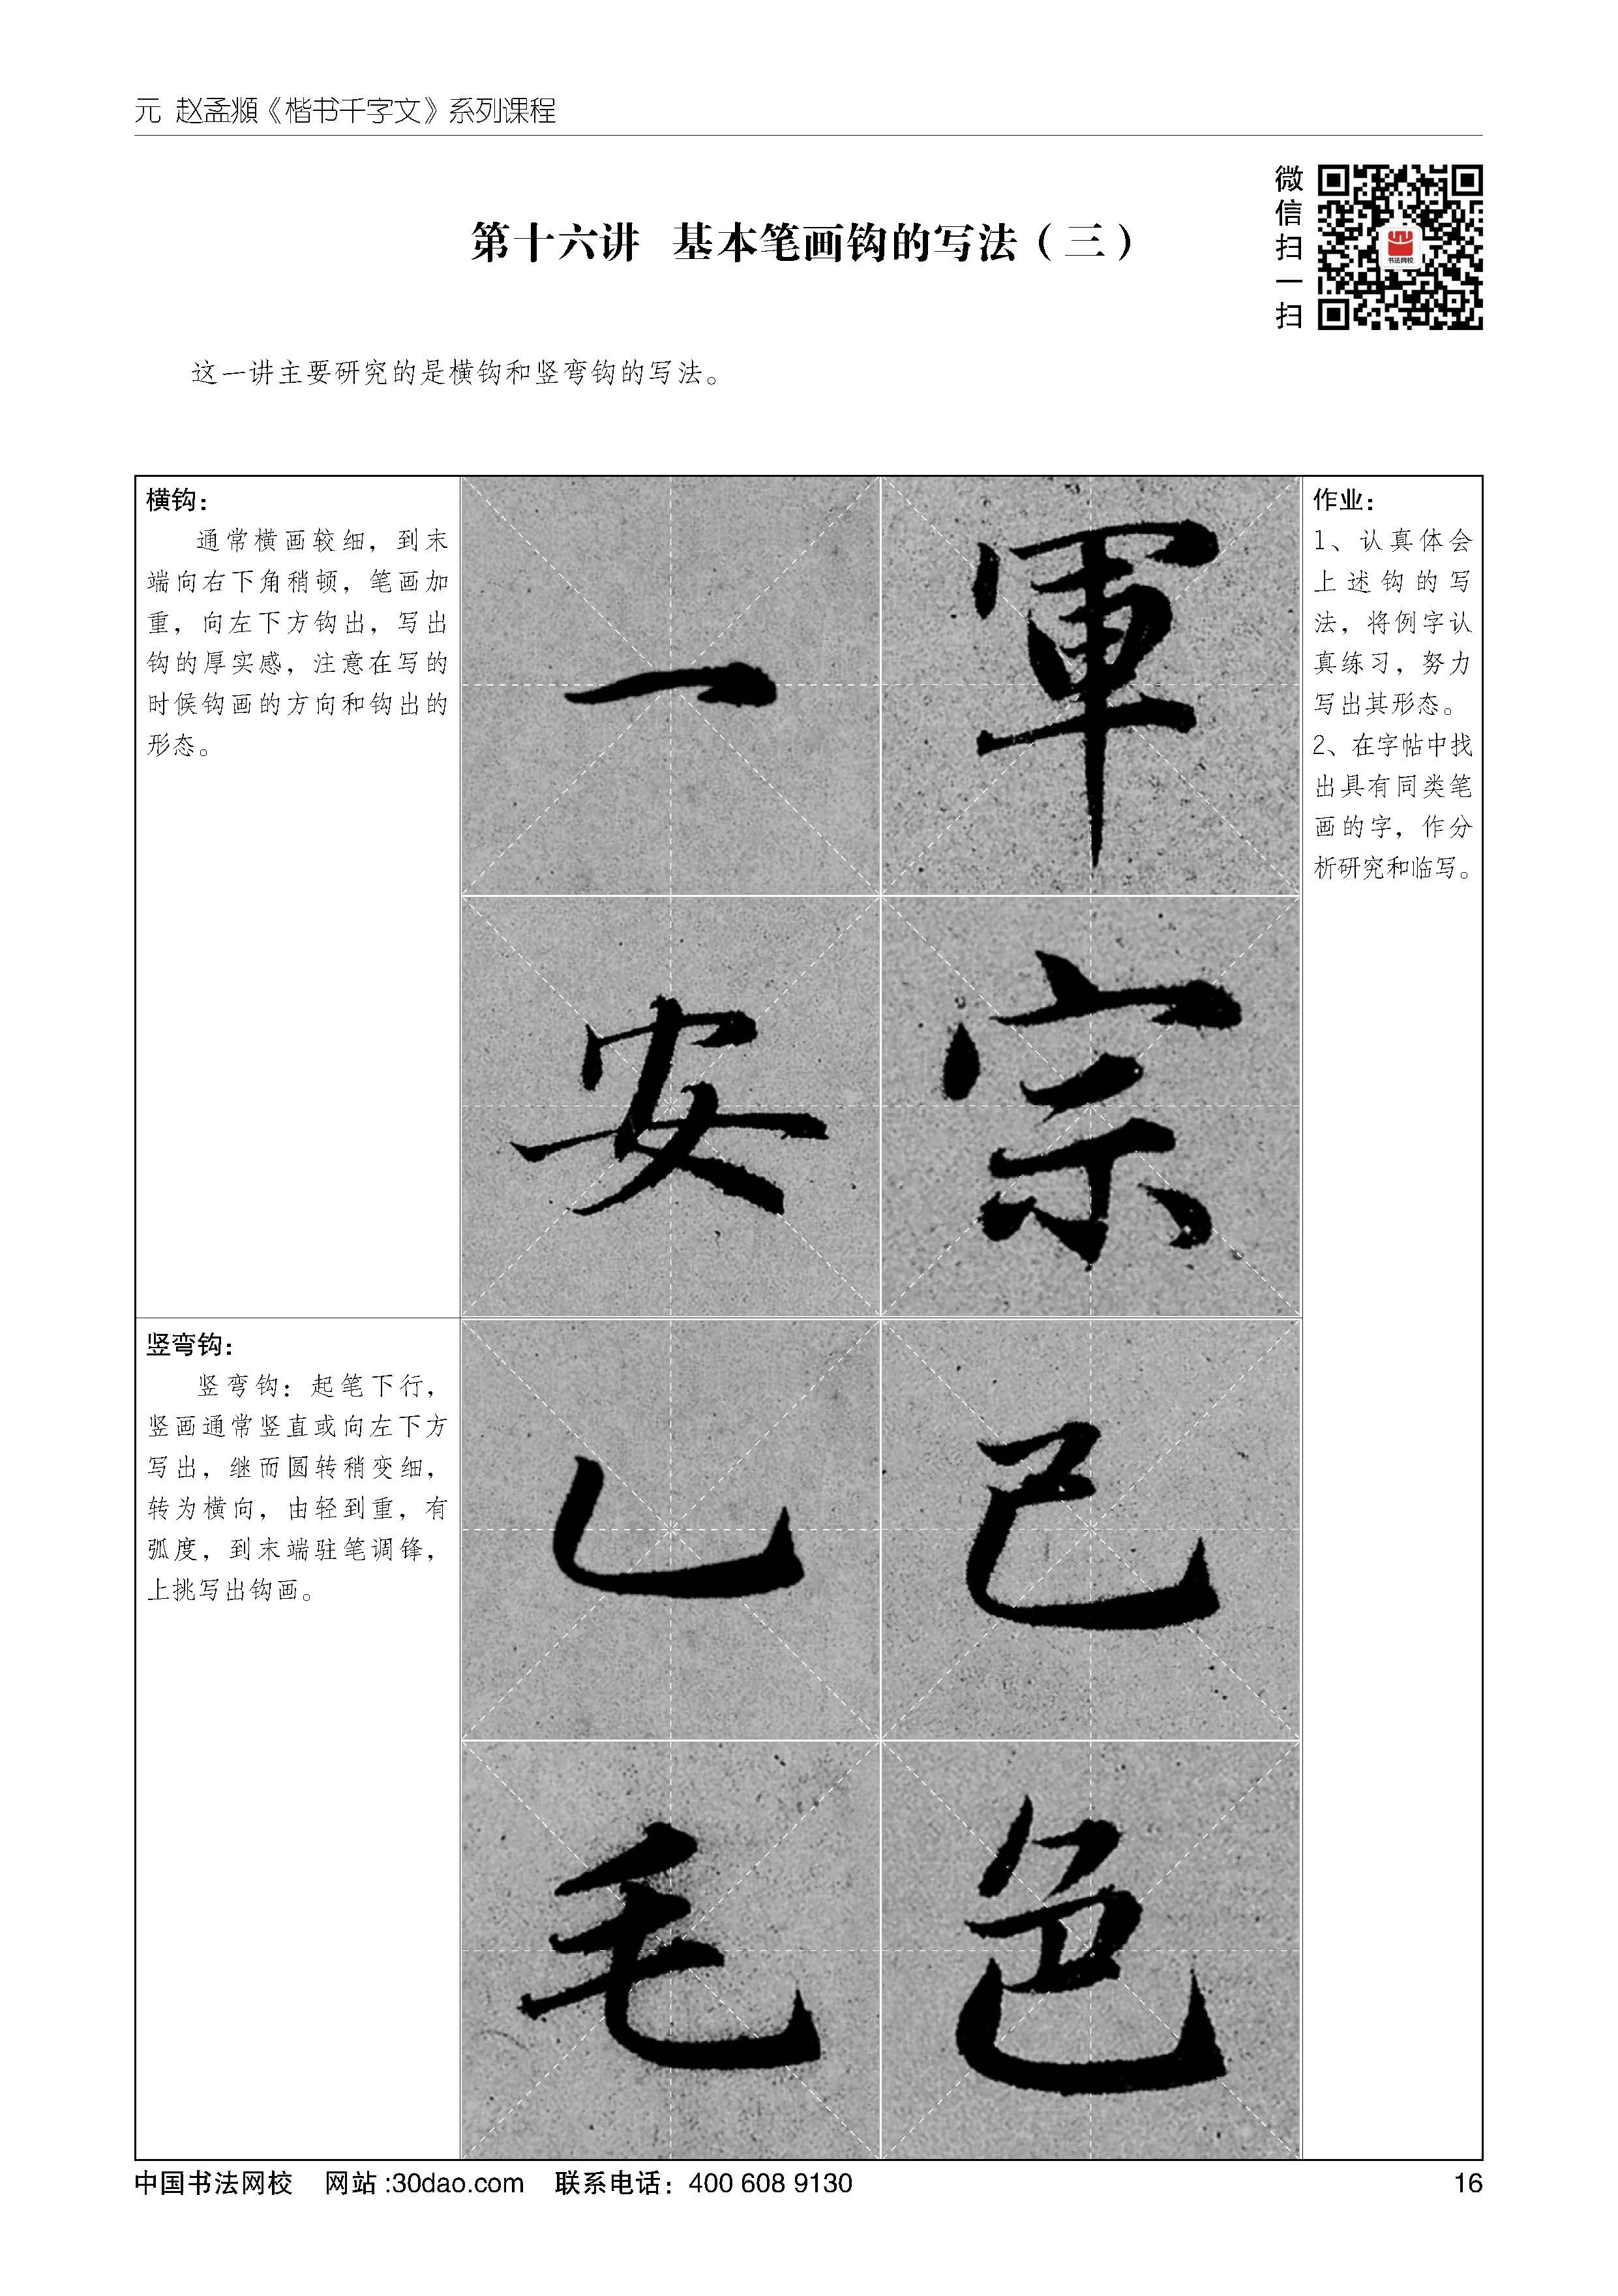 元 赵孟頫《楷书千字文》系列课程
微信扫一扫
书法网校
第十六讲 基本笔画钩的写法（三）
这一讲主要研究的是横钩和竖弯钩的写法。
横钩：
通常横画较细，到末
端向右下角稍顿，笔画加
重，向左下方钩出，写出
钩的厚实感，注意在写的
时候钩画的方向和钩出的
形态。
軍
安 宗
竖弯钩：
竖弯钩：起笔下行，
竖画通常竖直或向左下方
写出，继而圆转稍变细，
转为横向，由轻到重，有
弧度，到末端驻笔调锋，
上挑写出钩画。
己
毛 色
作业：
1、认真体会
上述钩的写
法，将例字认
真练习，努力
写出其形态。
2、在字帖中找
出具有同类笔
画的字，作分
析研究和临写。
中国书法网校 网站:30dao.com 联系电话：400 608 9130
16